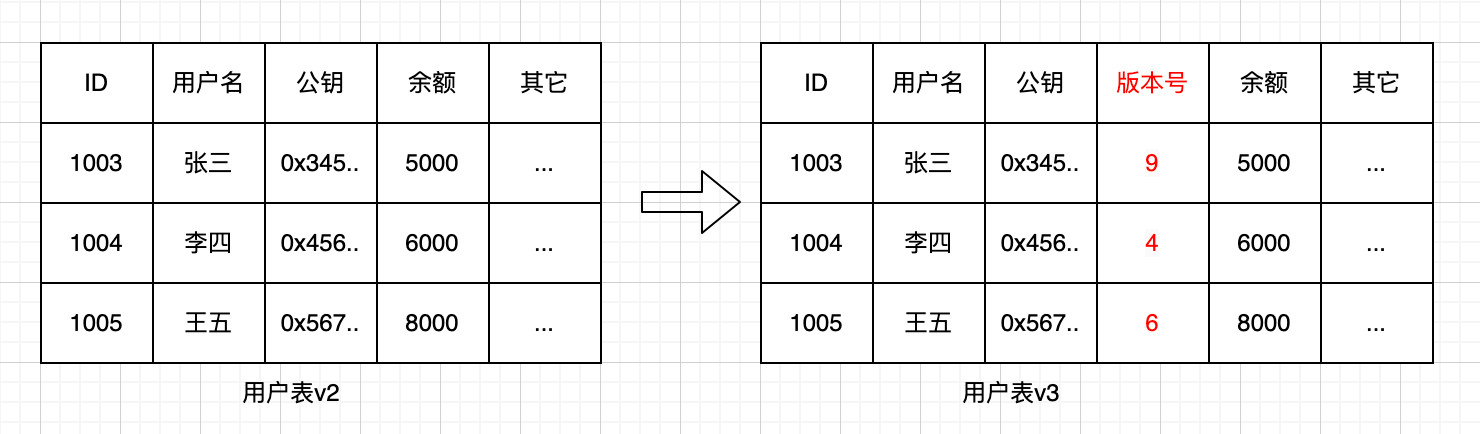 ID 用户名 公钥 余额 其它
1003 张三 0x345.. 5000 ...
1004 李四 0x456.. 6000 ...
1005 王五 0x567.. 8000 ...
用户表v2
ID 用户名 公钥 版本号 余额 其它
1003 张三 0x345.. 9 5000 ...
1004 李四 0x456.. 4 6000 ...
1005 王五 0x567.. 6 8000 ...
用户表v3